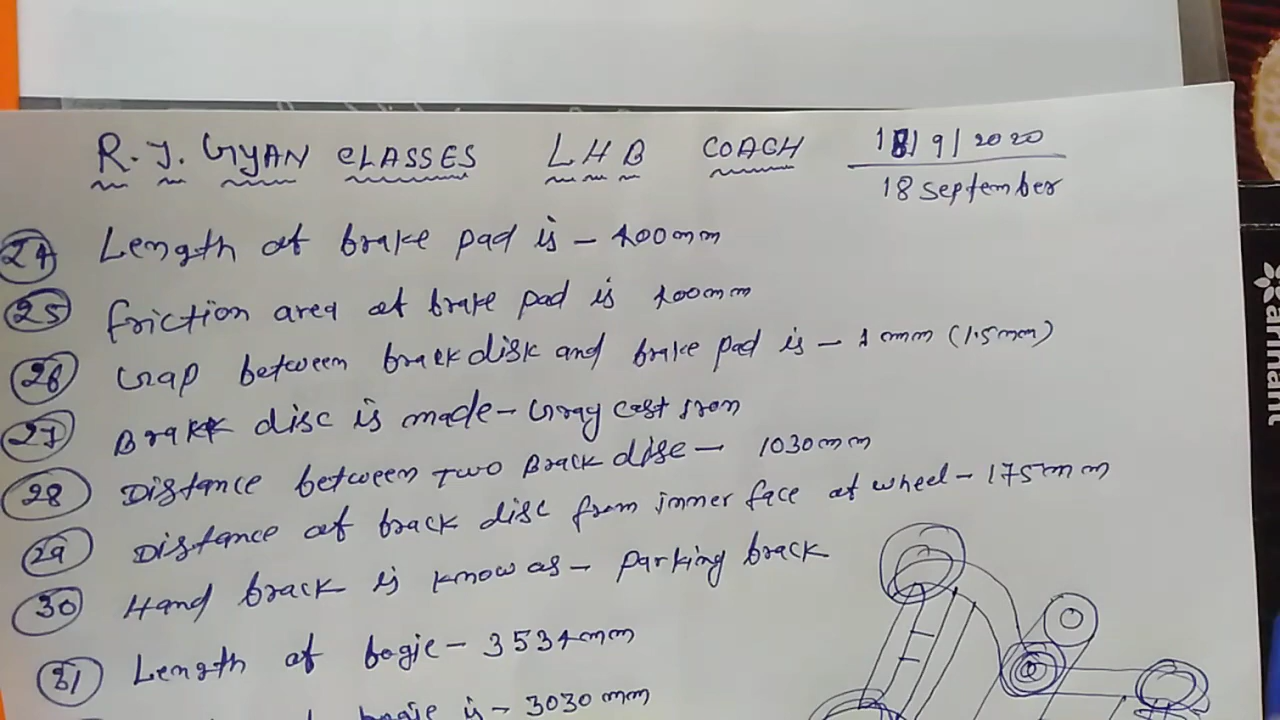 R.J. GYAN CLASSES LHB COACH 18/9/2020
18 September
24 Length of brake pad is - 400mm
25 friction area of brake pad is 400mm
26 Gap between brack disk and brake pad is - 1 mm (1.5mm)
27 Brakk disc is made - Gray cast iron
28 Distance between Two Brack disc - 1030mm
29 Distance of brack disc from inner face of wheel - 175mm
30 Hand brack is know as - parking brack
31 Length of bogie - 3534mm
bogie is - 3030mm